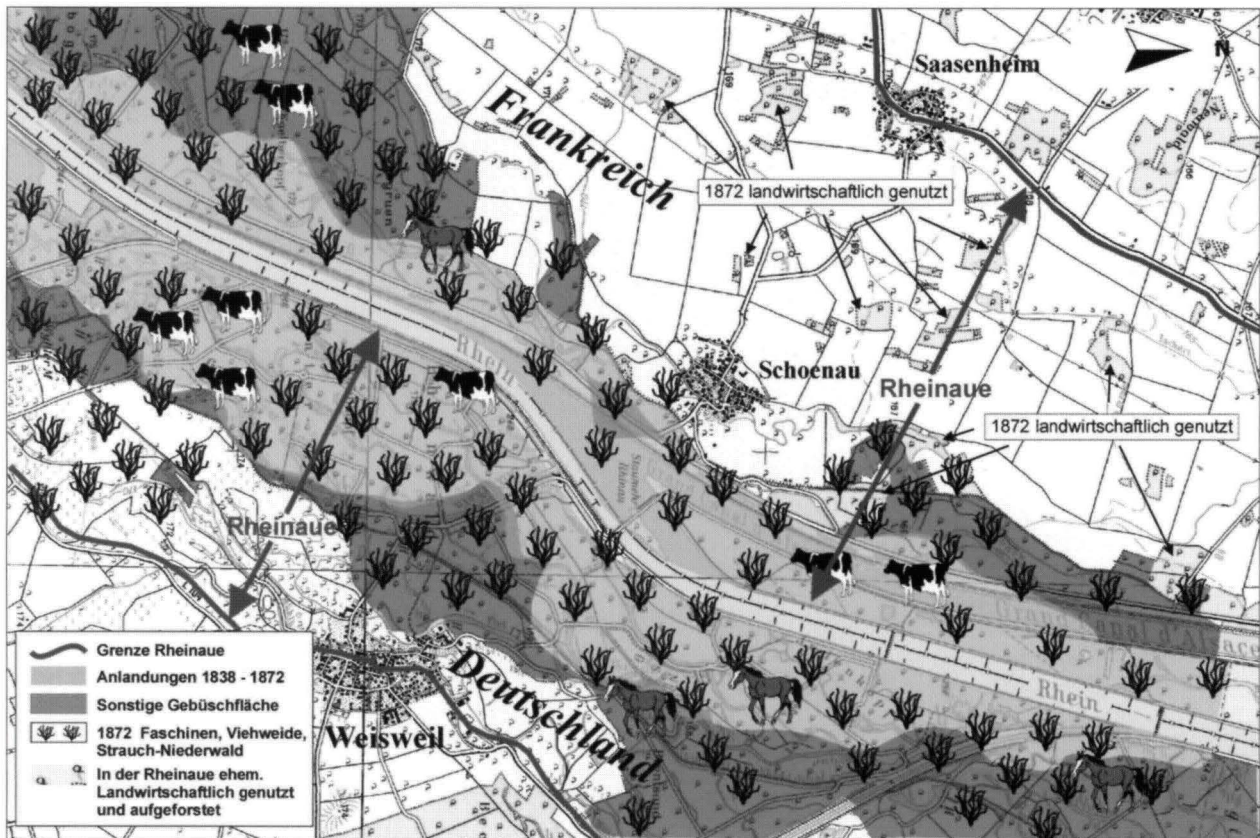 Frankreich
Saasenheim
N
1872 landwirtschaftlich genutzt
Rheinaue
Schoenau
1872 landwirtschaftlich genutzt
Rhein
Rheinaue
Rhein
Deutschland
Weisweil
Grenze Rheinaue
Anlandungen 1838 - 1872
Sonstige Gebüschfläche
1872 Faschinen, Viehweide,
Strauch-Niederwald
In der Rheinaue ehem.
Landwirtschaftlich genutzt
und aufgeforstet